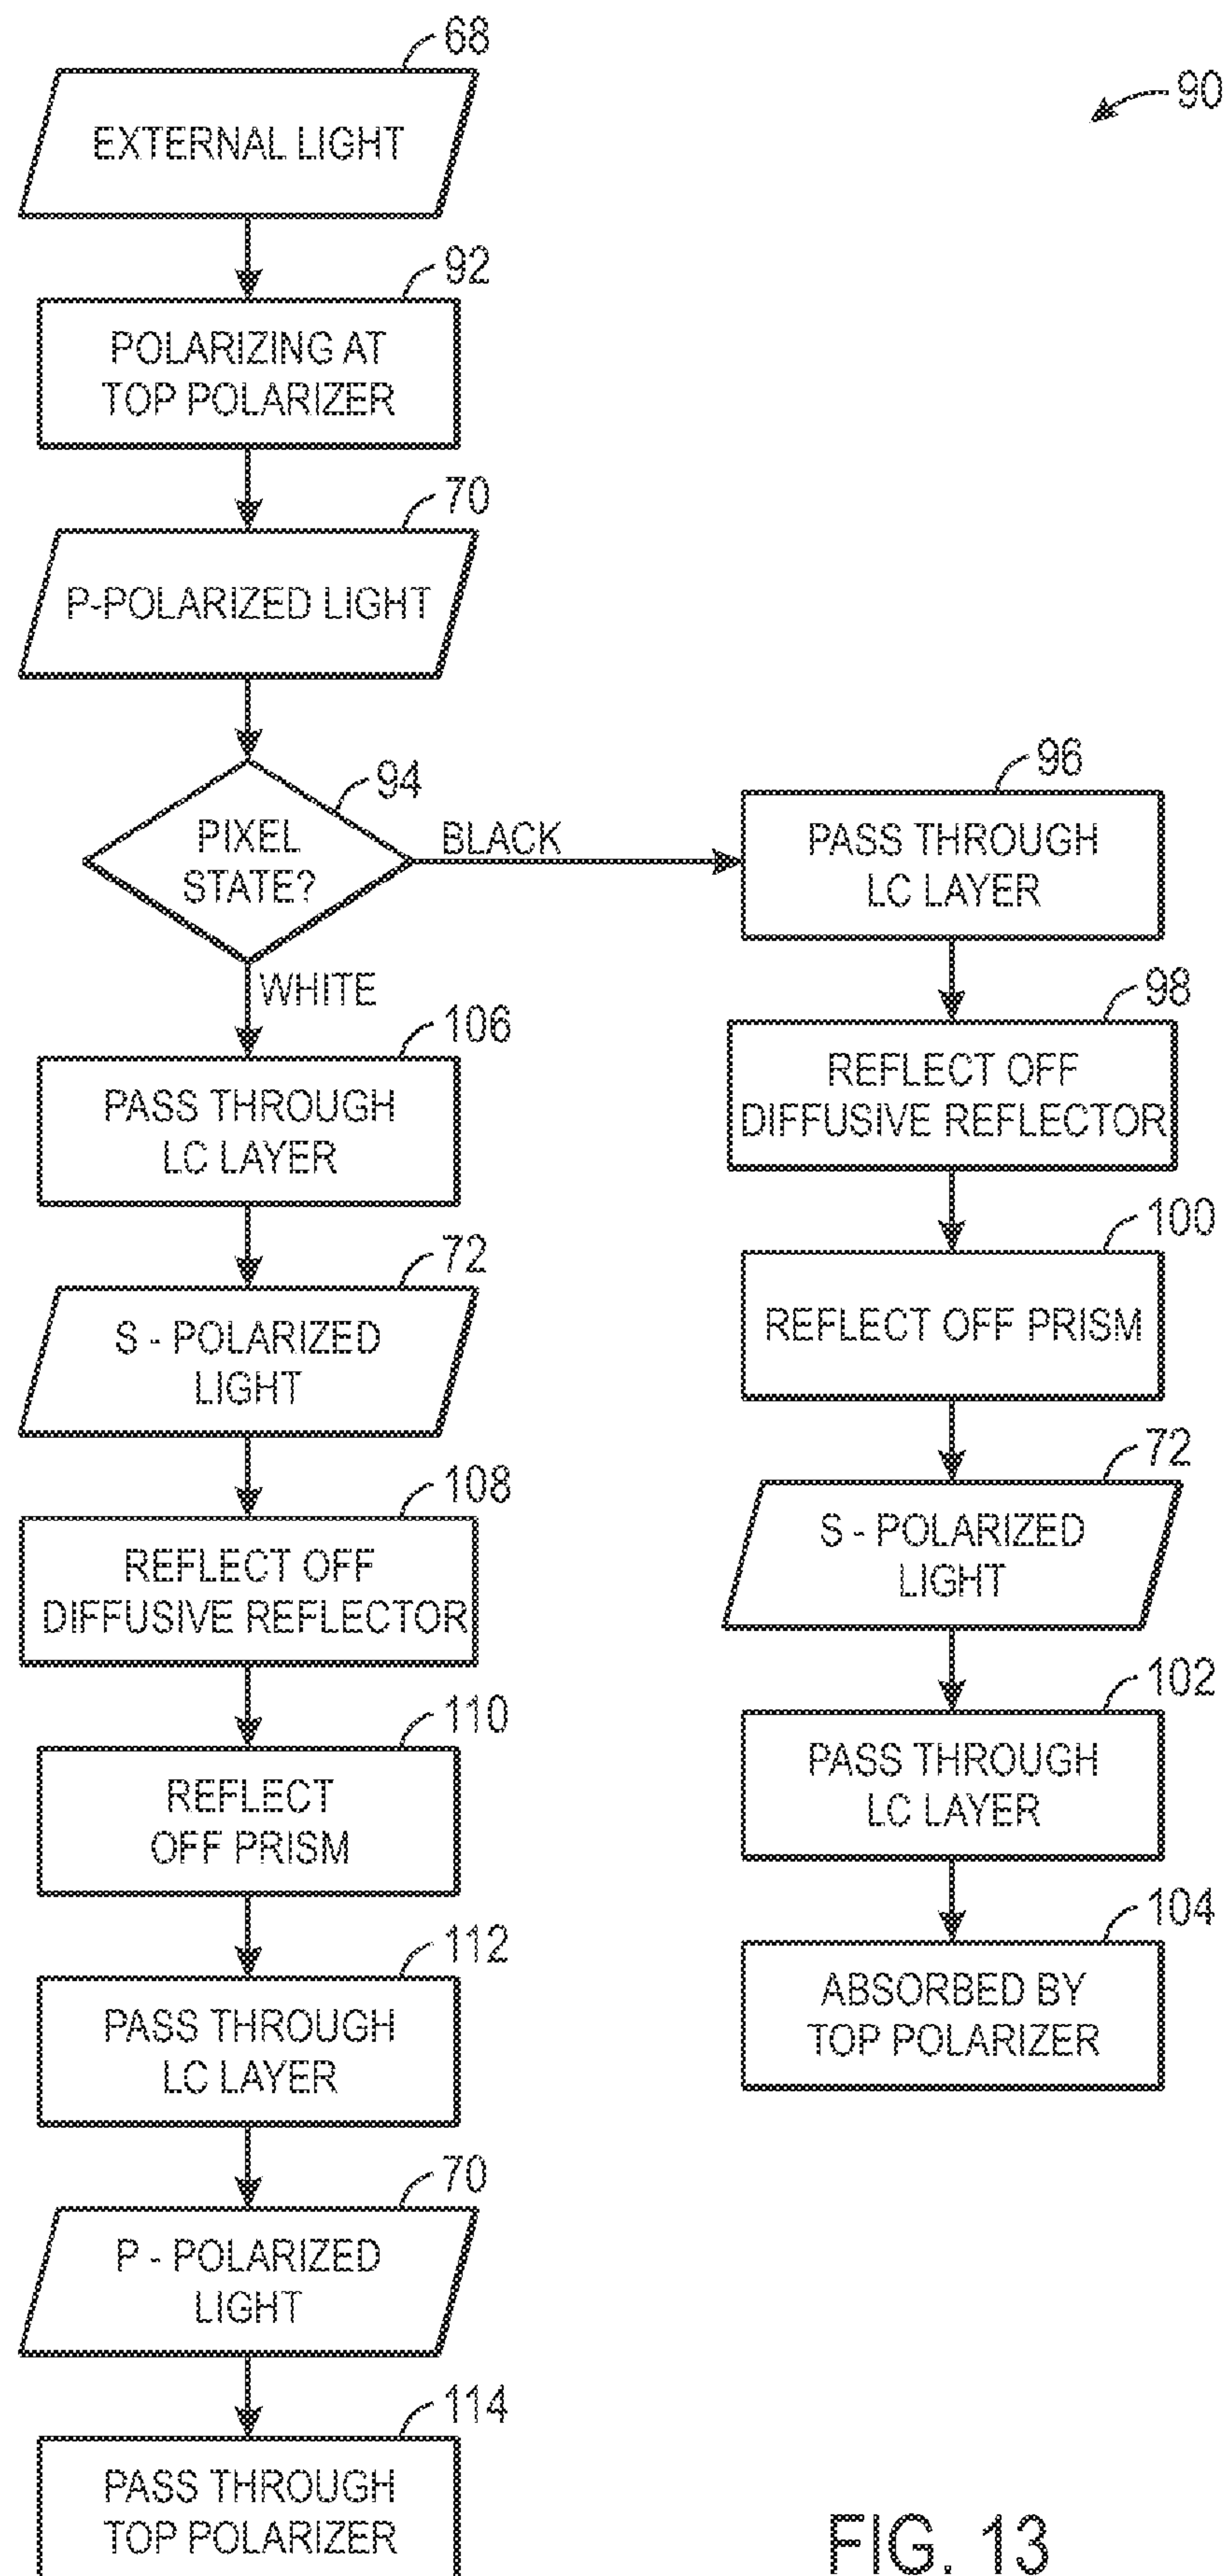 68
90
EXTERNAL LIGHT
92
POLARIZING AT
TOP POLARIZER
70
P-POLARIZED LIGHT
94
PIXEL
STATE?
BLACK
WHITE
106
PASS THROUGH
LC LAYER
72
S - POLARIZED
LIGHT
108
REFLECT OFF
DIFFUSIVE REFLECTOR
110
REFLECT
OFF PRISM
112
PASS THROUGH
LC LAYER
70
P - POLARIZED
LIGHT
114
PASS THROUGH
TOP POLARIZER
96
PASS THROUGH
LC LAYER
98
REFLECT OFF
DIFFUSIVE REFLECTOR
100
REFLECT OFF PRISM
72
S - POLARIZED
LIGHT
102
PASS THROUGH
LC LAYER
104
ABSORBED BY
TOP POLARIZER
FIG. 13